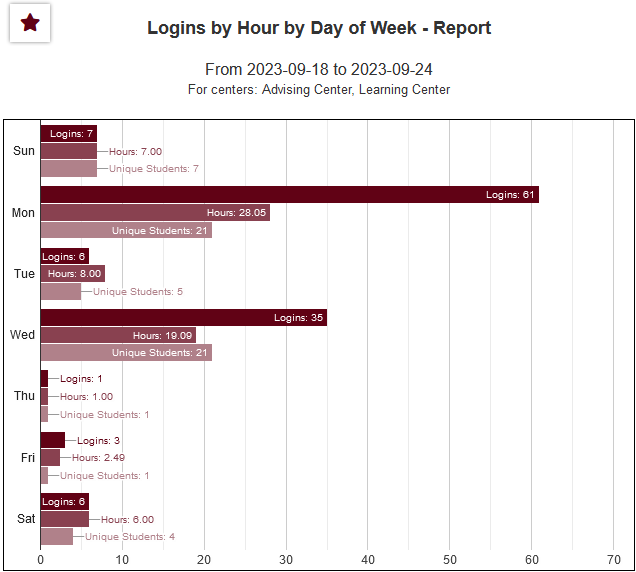 Logins by Hour by Day of Week - Report
From 2023-09-18 to 2023-09-24
For centers: Advising Center, Learning Center
Sun
Logins: 7
Hours: 7.00
Unique Students: 7
Mon
Logins: 61
Hours: 28.05
Unique Students: 21
Tue
Logins: 6
Hours: 8.00
Unique Students: 5
Wed
Logins: 35
Hours: 19.09
Unique Students: 21
Thu
Logins: 1
Hours: 1.00
Unique Students: 1
Fri
Logins: 3
Hours: 2.49
Unique Students: 1
Sat
Logins: 6
Hours: 6.00
Unique Students: 4
0 10 20 30 40 50 60 70